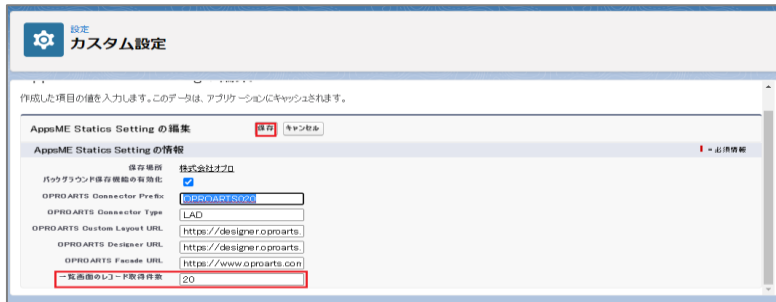 設定
カスタム設定
作成した項目の値を入力します。このデータは、アプリケーションにキャッシュされます。
AppsME Statics Setting の編集 保存 キャンセル
AppsME Statics Setting の情報 = 必須情報
保存場所 株式会社オプロ
バックグラウンド保存機能の有効化
OPROARTS Connector Prefix OPROARTS020
OPROARTS Connector Type LAD
OPROARTS Custom Layout URL https://designer.oproarts.
OPROARTS Designer URL https://designer.oproarts.
OPROARTS Facade URL https://www.oproarts.con
一覧画面のレコード取得件数 20